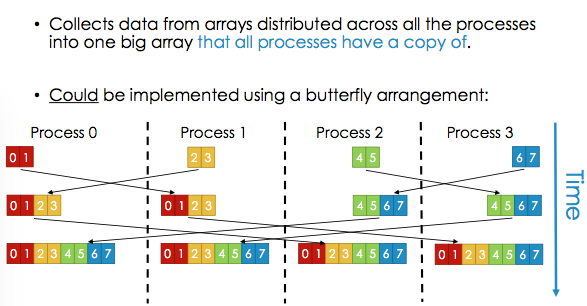 • Collects data from arrays distributed across all the processes
into one big array that all processes have a copy of.
• Could be implemented using a butterfly arrangement:
Process 0 Process 1 Process 2 Process 3
0 1 2 3 4 5 6 7
0 1 2 3 0 1 2 3 4 5 6 7 4 5 6 7
0 1 2 3 4 5 6 7 0 1 2 3 4 5 6 7 0 1 2 3 4 5 6 7 0 1 2 3 4 5 6 7
Time